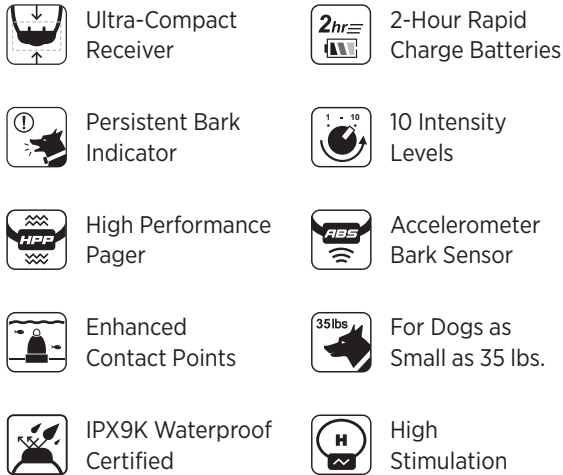 Ultra-Compact
Receiver
2hr
2-Hour Rapid
Charge Batteries
Persistent Bark
Indicator
1 - 10
10 Intensity
Levels
HPP
High Performance
Pager
ABS
Accelerometer
Bark Sensor
Enhanced
Contact Points
35lbs
For Dogs as
Small as 35 lbs.
IPX9K Waterproof
Certified
H
High
Stimulation